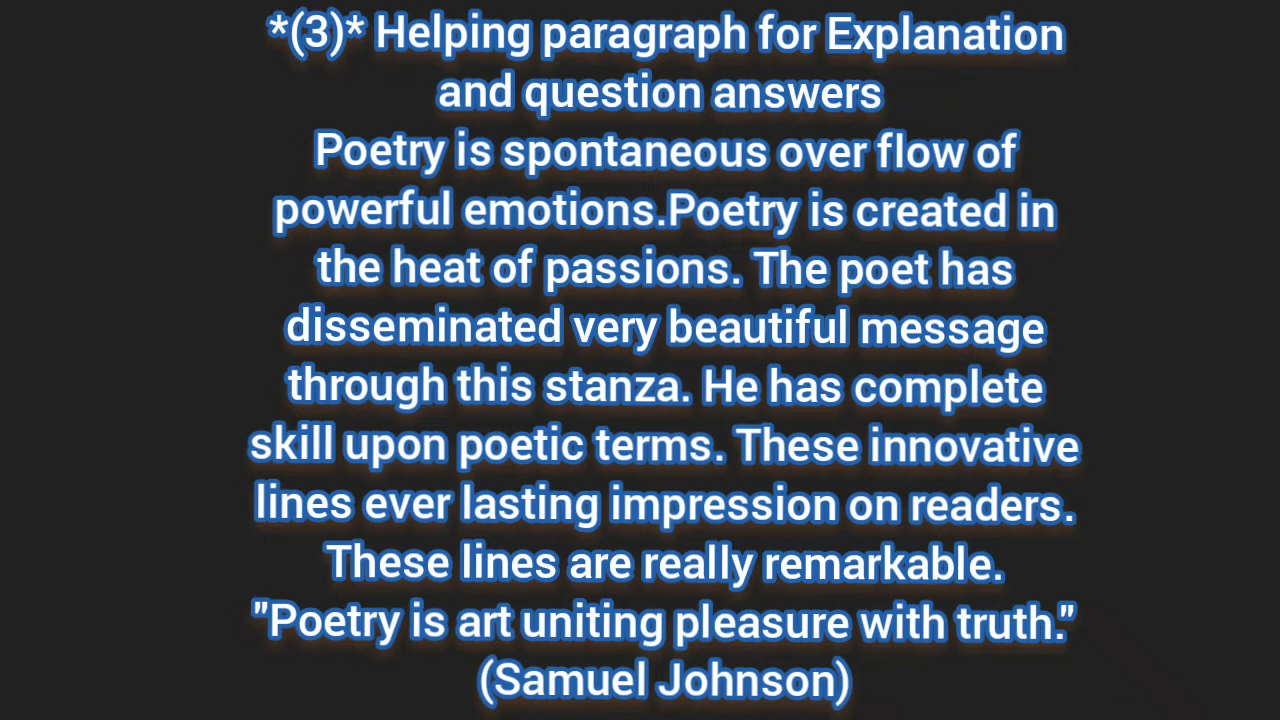 *(3)* Helping paragraph for Explanation
and question answers
Poetry is spontaneous over flow of
powerful emotions.Poetry is created in
the heat of passions. The poet has
disseminated very beautiful message
through this stanza. He has complete
skill upon poetic terms. These innovative
lines ever lasting impression on readers.
These lines are really remarkable.
"Poetry is art uniting pleasure with truth."
(Samuel Johnson)